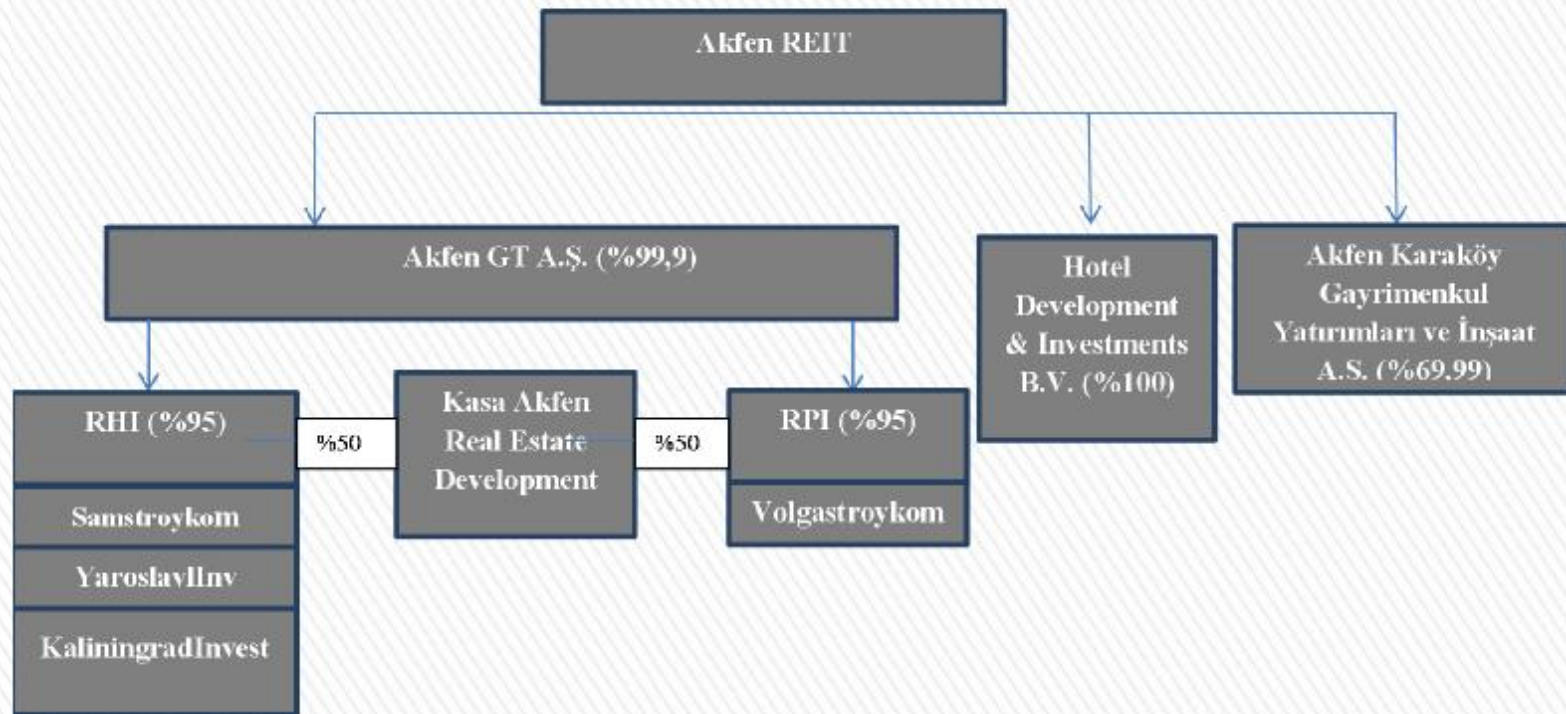 Akfen REIT
Akfen GT A.Ş. (%99,9)
Hotel
Development
& Investments
B.V. (%100)
Akfen Karaköy
Gayrimenkul
Yatırımları ve İnşaat
A.S. (%69.99)
RHI (%95)
%50
Kasa Akfen
Real Estate
Development
%50
RPI (%95)
Samstroykom
YaroslavlInv
KaliningradInvest
Volgastroykom